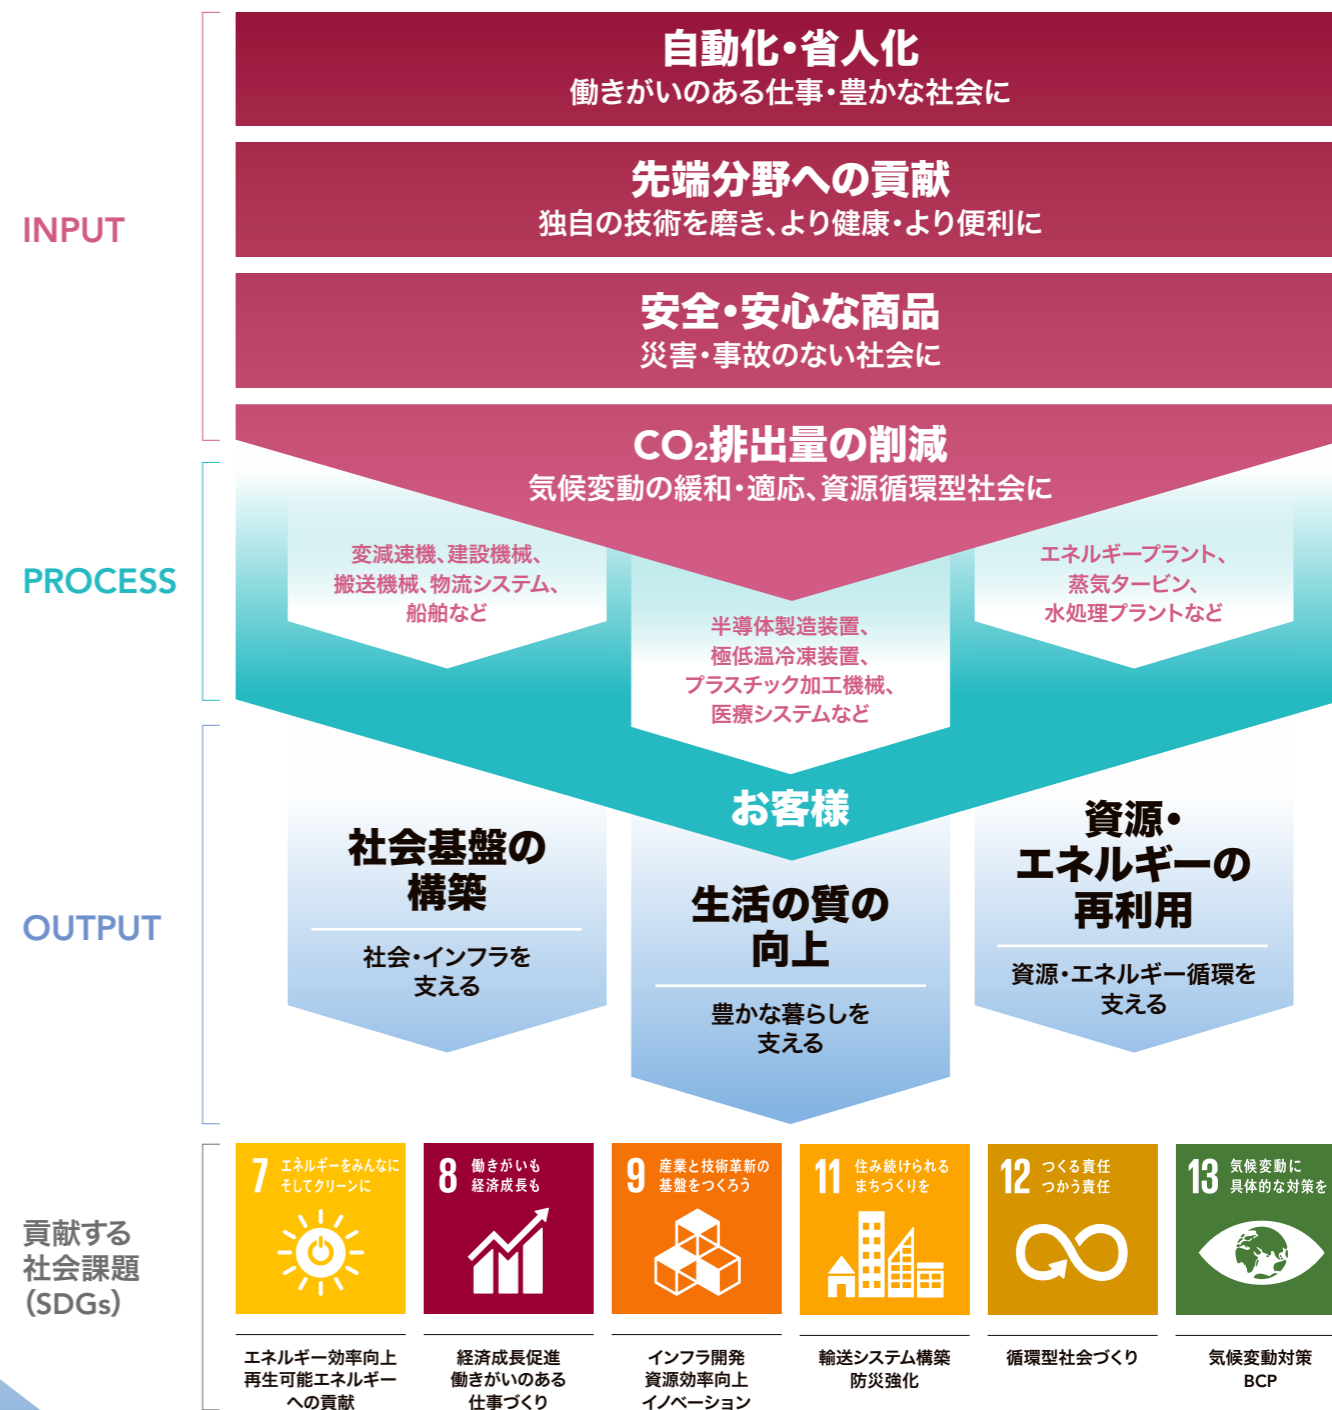 INPUT
自動化・省人化
働きがいのある仕事・豊かな社会に
先端分野への貢献
独自の技術を磨き、より健康・より便利に
安全・安心な商品
災害・事故のない社会に
CO₂排出量の削減
気候変動の緩和・適応、資源循環型社会に
PROCESS
変減速機、建設機械、
搬送機械、物流システム、
船舶など
半導体製造装置、
極低温冷凍装置、
プラスチック加工機械、
医療システムなど
エネルギープラント、
蒸気タービン、
水処理プラントなど
お客様
OUTPUT
社会基盤の
構築
社会・インフラを
支える
生活の質の
向上
豊かな暮らしを
支える
資源・
エネルギーの
再利用
資源・エネルギー循環を
支える
貢献する
社会課題
（SDGs）
7 エネルギーをみんなに
そしてクリーンに
エネルギー効率向上
再生可能エネルギー
への貢献
8 働きがいも
経済成長も
経済成長促進
働きがいのある
仕事づくり
9 産業と技術革新の
基盤をつくろう
インフラ開発
資源効率向上
イノベーション
11 住み続けられる
まちづくりを
輸送システム構築
防災強化
12 つくる責任
つかう責任
循環型社会づくり
13 気候変動に
具体的な対策を
気候変動対策
BCP